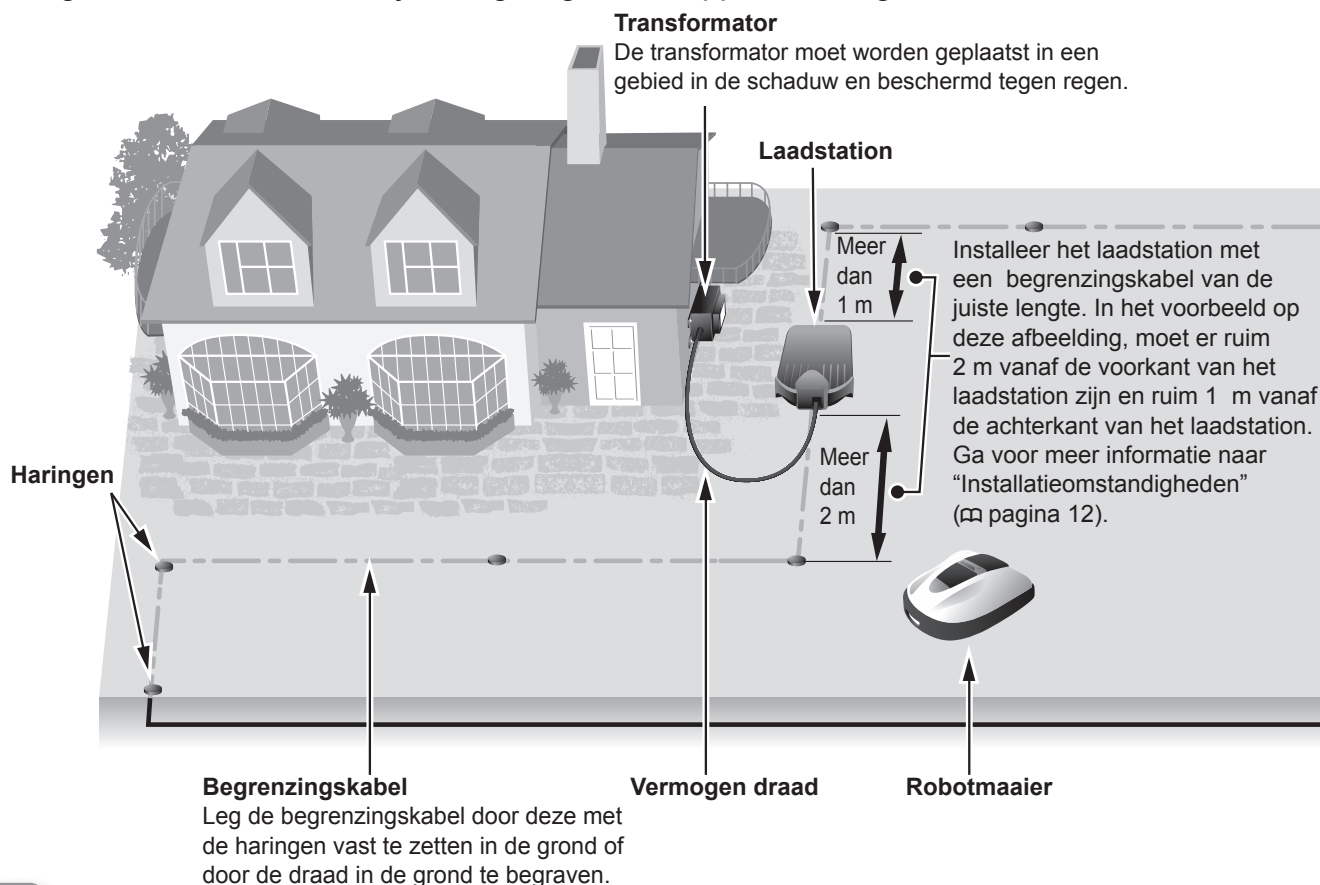 Transformator
De transformator moet worden geplaatst in een
gebied in de schaduw en beschermd tegen regen.
Laadstation
Meer
dan
1 m
Installeer het laadstation met
een begrenzingskabel van de
juiste lengte. In het voorbeeld op
deze afbeelding, moet er ruim
2 m vanaf de voorkant van het
laadstation zijn en ruim 1 m vanaf
de achterkant van het laadstation.
Ga voor meer informatie naar
“Installatieomstandigheden”
(pagina 12).
Meer
dan
2 m
Haringen
Begrenzingskabel
Leg de begrenzingskabel door deze met
de haringen vast te zetten in de grond of
door de draad in de grond te begraven.
Vermogen draad
Robotmaaier